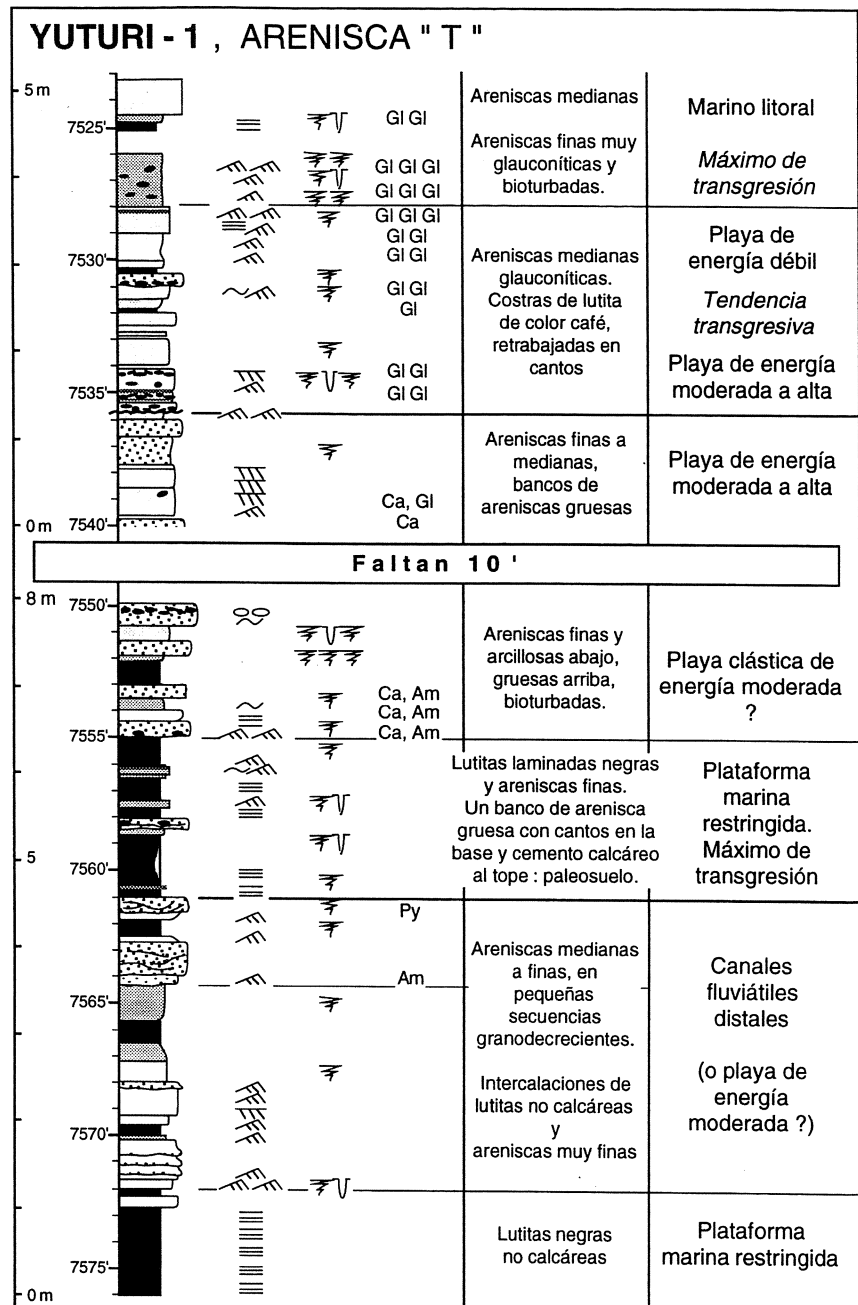 YUTURI - 1 , ARENISCA " T "
5 m
7525'
Gl Gl
Areniscas medianas
Marino litoral
Areniscas finas muy
glauconíticas y
bioturbadas.
Máximo de
transgresión
Gl Gl Gl
Gl Gl Gl
Gl Gl Gl
Gl Gl
Gl Gl
7530'
Gl Gl
Gl
Areniscas medianas
glauconíticas.
Costras de lutita
de color café,
retrabajadas en
cantos
Playa de
energía débil
Tendencia
transgresiva
Playa de energía
moderada a alta
7535'
Gl Gl
Gl Gl
Areniscas finas a
medianas,
bancos de
areniscas gruesas
Playa de energía
moderada a alta
Ca, Gl
Ca
0 m
7540'
Faltan 10 '
8 m
7550'
Areniscas finas y
arcillosas abajo,
gruesas arriba,
bioturbadas.
Playa clástica de
energía moderada
?
Ca, Am
Ca, Am
Ca, Am
7555'
Lutitas laminadas negras
y areniscas finas.
Un banco de arenisca
gruesa con cantos en la
base y cemento calcáreo
al tope : paleosuelo.
Plataforma
marina
restringida.
Máximo de
transgresión
5
7560'
Py
Am
7565'
Areniscas medianas
a finas, en
pequeñas
secuencias
granodecrecientes.
Intercalaciones de
lutitas no calcáreas
y
areniscas muy finas
Canales
fluviátiles
distales
(o playa de
energía
moderada ?)
7570'
Lutitas negras
no calcáreas
Plataforma
marina restringida
7575'
0 m